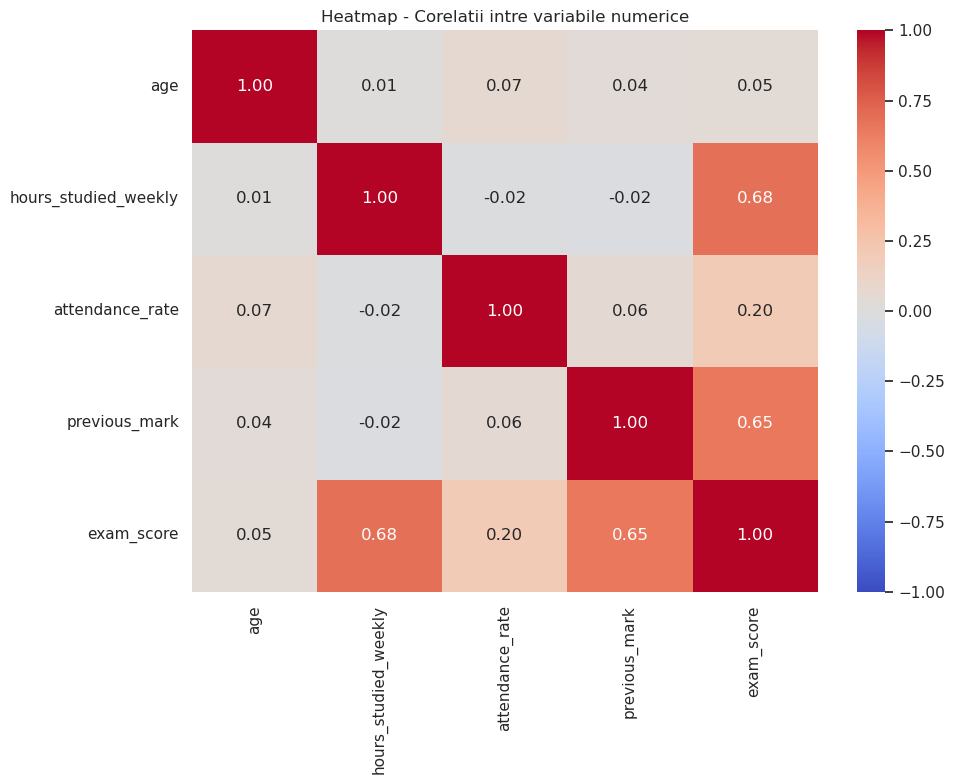 Heatmap - Corelatii intre variabile numerice
age 1.00 0.01 0.07 0.04 0.05
hours_studied_weekly 0.01 1.00 -0.02 -0.02 0.68
attendance_rate 0.07 -0.02 1.00 0.06 0.20
previous_mark 0.04 -0.02 0.06 1.00 0.65
exam_score 0.05 0.68 0.20 0.65 1.00
age
hours_studied_weekly
attendance_rate
previous_mark
exam_score
1.00
0.75
0.50
0.25
0.00
−0.25
−0.50
−0.75
−1.00